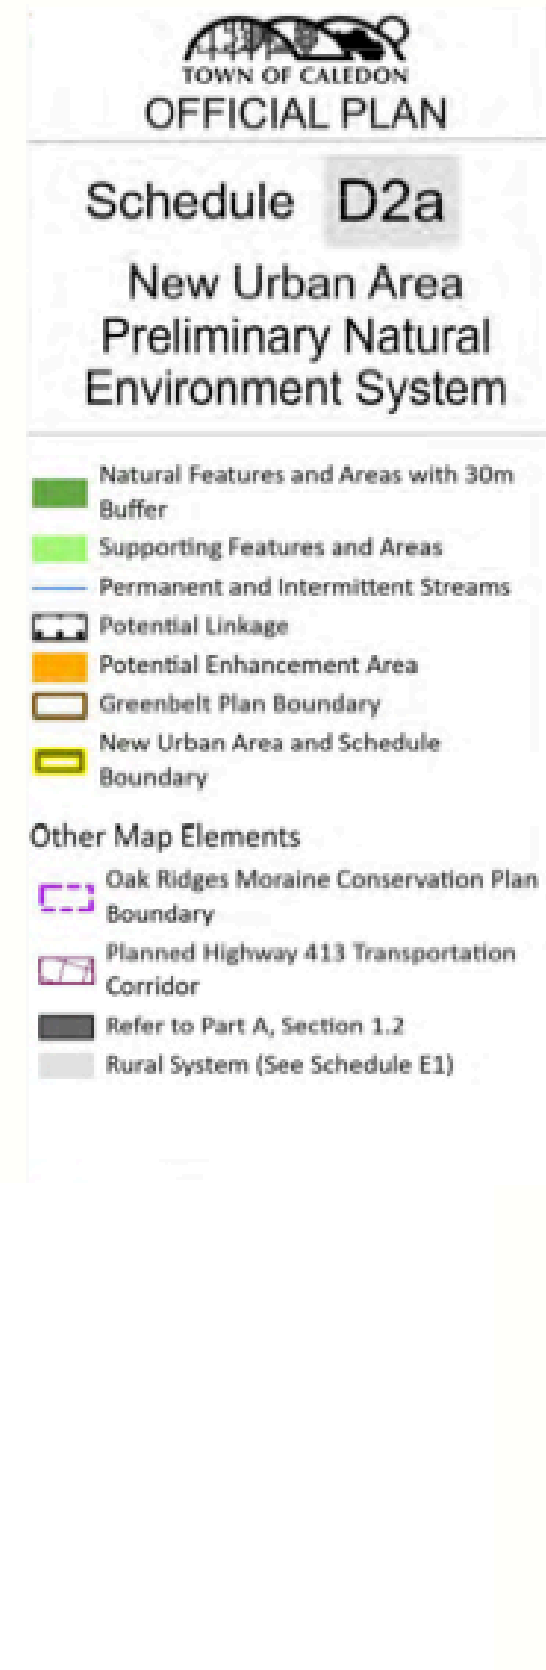 TOWN OF CALEDON
OFFICIAL PLAN
Schedule D2a
New Urban Area
Preliminary Natural
Environment System
Natural Features and Areas with 30m
Buffer
Supporting Features and Areas
Permanent and Intermittent Streams
Potential Linkage
Potential Enhancement Area
Greenbelt Plan Boundary
New Urban Area and Schedule
Boundary
Other Map Elements
Oak Ridges Moraine Conservation Plan
Boundary
Planned Highway 413 Transportation
Corridor
Refer to Part A, Section 1.2
Rural System (See Schedule E1)